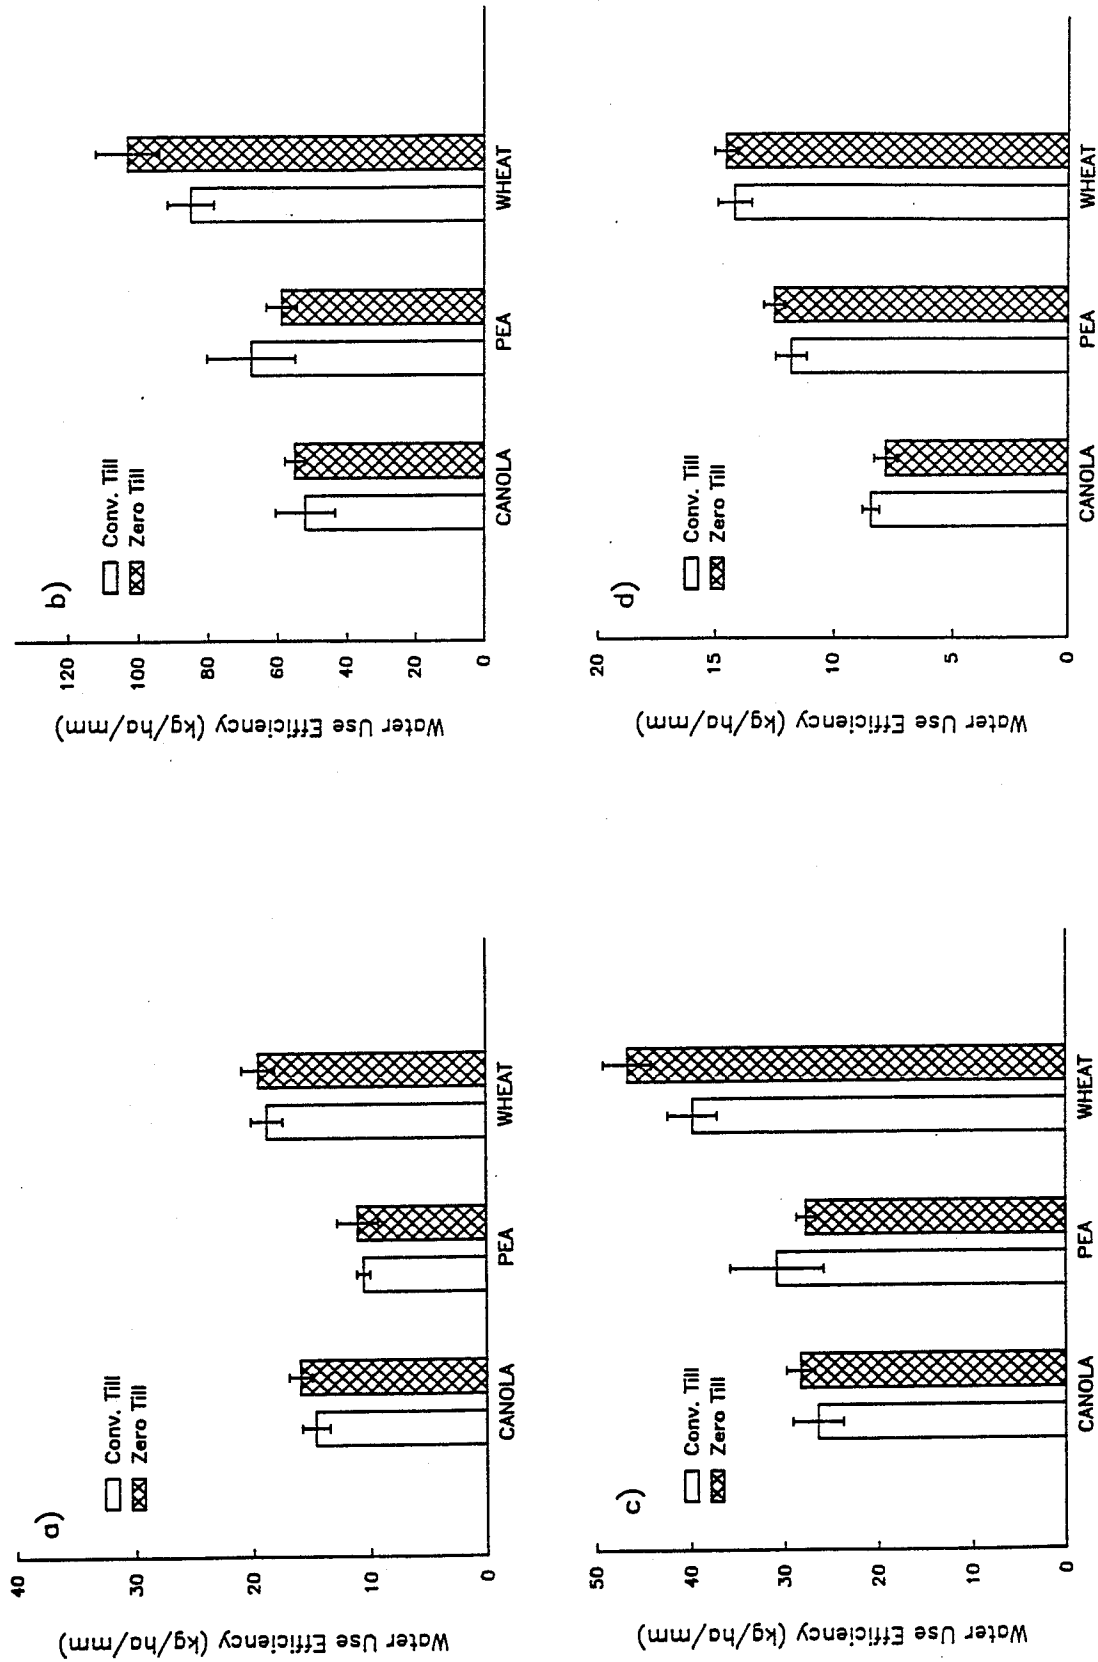 a)
Conv. Till
Zero Till
Water Use Efficiency (kg/ha/mm)
40
30
20
10
0
CANOLA
PEA
WHEAT
b)
Conv. Till
Zero Till
Water Use Efficiency (kg/ha/mm)
120
100
80
60
40
20
0
CANOLA
PEA
WHEAT
c)
Conv. Till
Zero Till
Water Use Efficiency (kg/ha/mm)
50
40
30
20
10
0
CANOLA
PEA
WHEAT
d)
Conv. Till
Zero Till
Water Use Efficiency (kg/ha/mm)
20
15
10
5
0
CANOLA
PEA
WHEAT